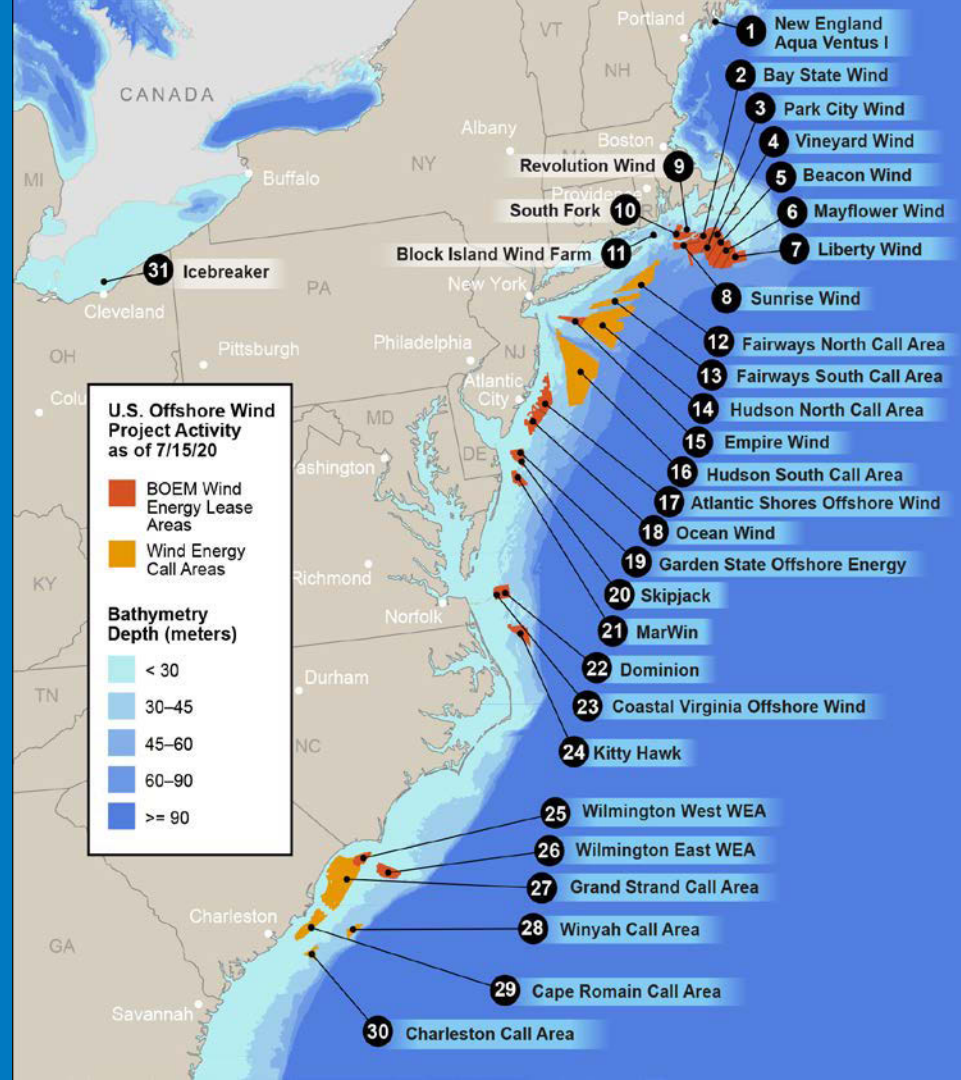 Portland
1 New England
Aqua Ventus I
VT
NH
2 Bay State Wind
CANADA
3 Park City Wind
Albany
4 Vineyard Wind
Boston
NY
MA
Revolution Wind 9
5 Beacon Wind
MI
Buffalo
Providence
South Fork 10
CT
RI
6 Mayflower Wind
Block Island Wind Farm 11
7 Liberty Wind
31 Icebreaker
New York
PA
8 Sunrise Wind
Cleveland
12 Fairways North Call Area
Philadelphia
NJ
Pittsburgh
OH
13 Fairways South Call Area
Atlantic
City
Colu
14 Hudson North Call Area
MD
15 Empire Wind
DE
ashington
16 Hudson South Call Area
17 Atlantic Shores Offshore Wind
18 Ocean Wind
19 Garden State Offshore Energy
KY
Richmond
20 Skipjack
Norfolk
21 MarWin
22 Dominion
Durham
TN
23 Coastal Virginia Offshore Wind
NC
24 Kitty Hawk
25 Wilmington West WEA
26 Wilmington East WEA
27 Grand Strand Call Area
Charleston
28 Winyah Call Area
GA
29 Cape Romain Call Area
Savannah
30 Charleston Call Area
U.S. Offshore Wind
Project Activity
as of 7/15/20
BOEM Wind
Energy Lease
Areas
Wind Energy
Call Areas
Bathymetry
Depth (meters)
< 30
30–45
45–60
60–90
>= 90